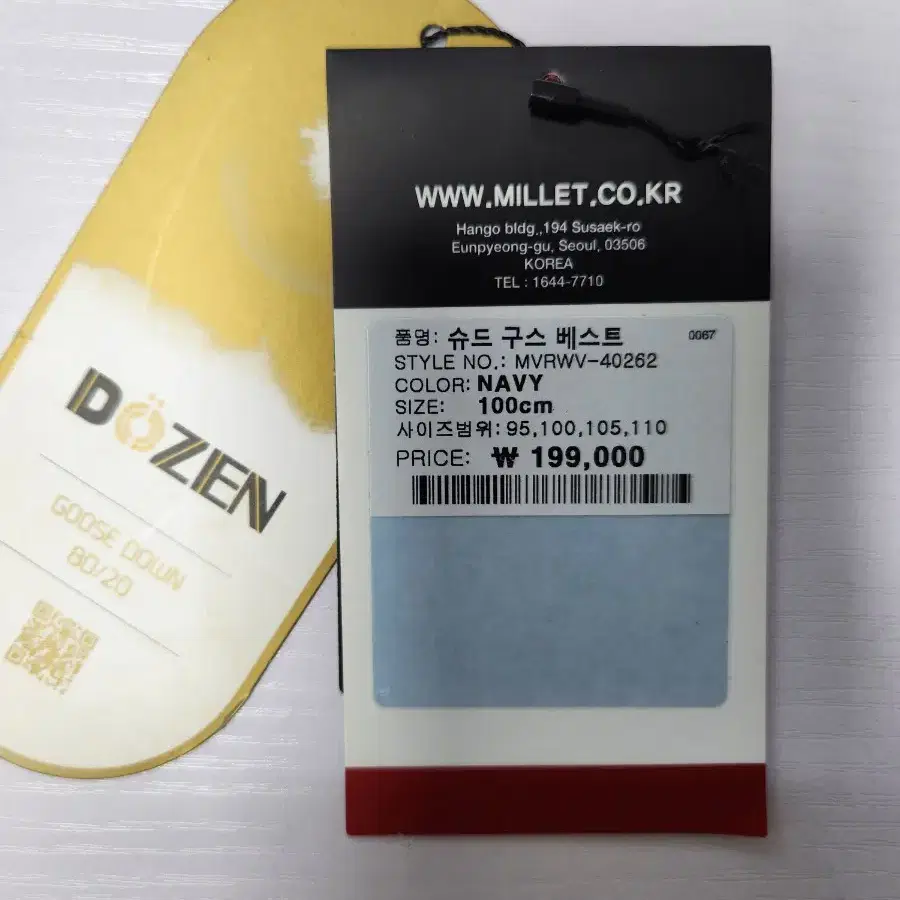 WWW.MILLET.CO.KR
Hango bldg.,194 Susaek-ro
Eunpyeong-gu, Seoul, 03506
KOREA
TEL : 1644-7710
품명: 슈드 구스 베스트 0067
STYLE NO.: MVRWV-40262
COLOR: NAVY
SIZE: 100cm
사이즈범위: 95,100,105,110
PRICE: ₩ 199,000
DÖZEN
GOOSE DOWN
80/20